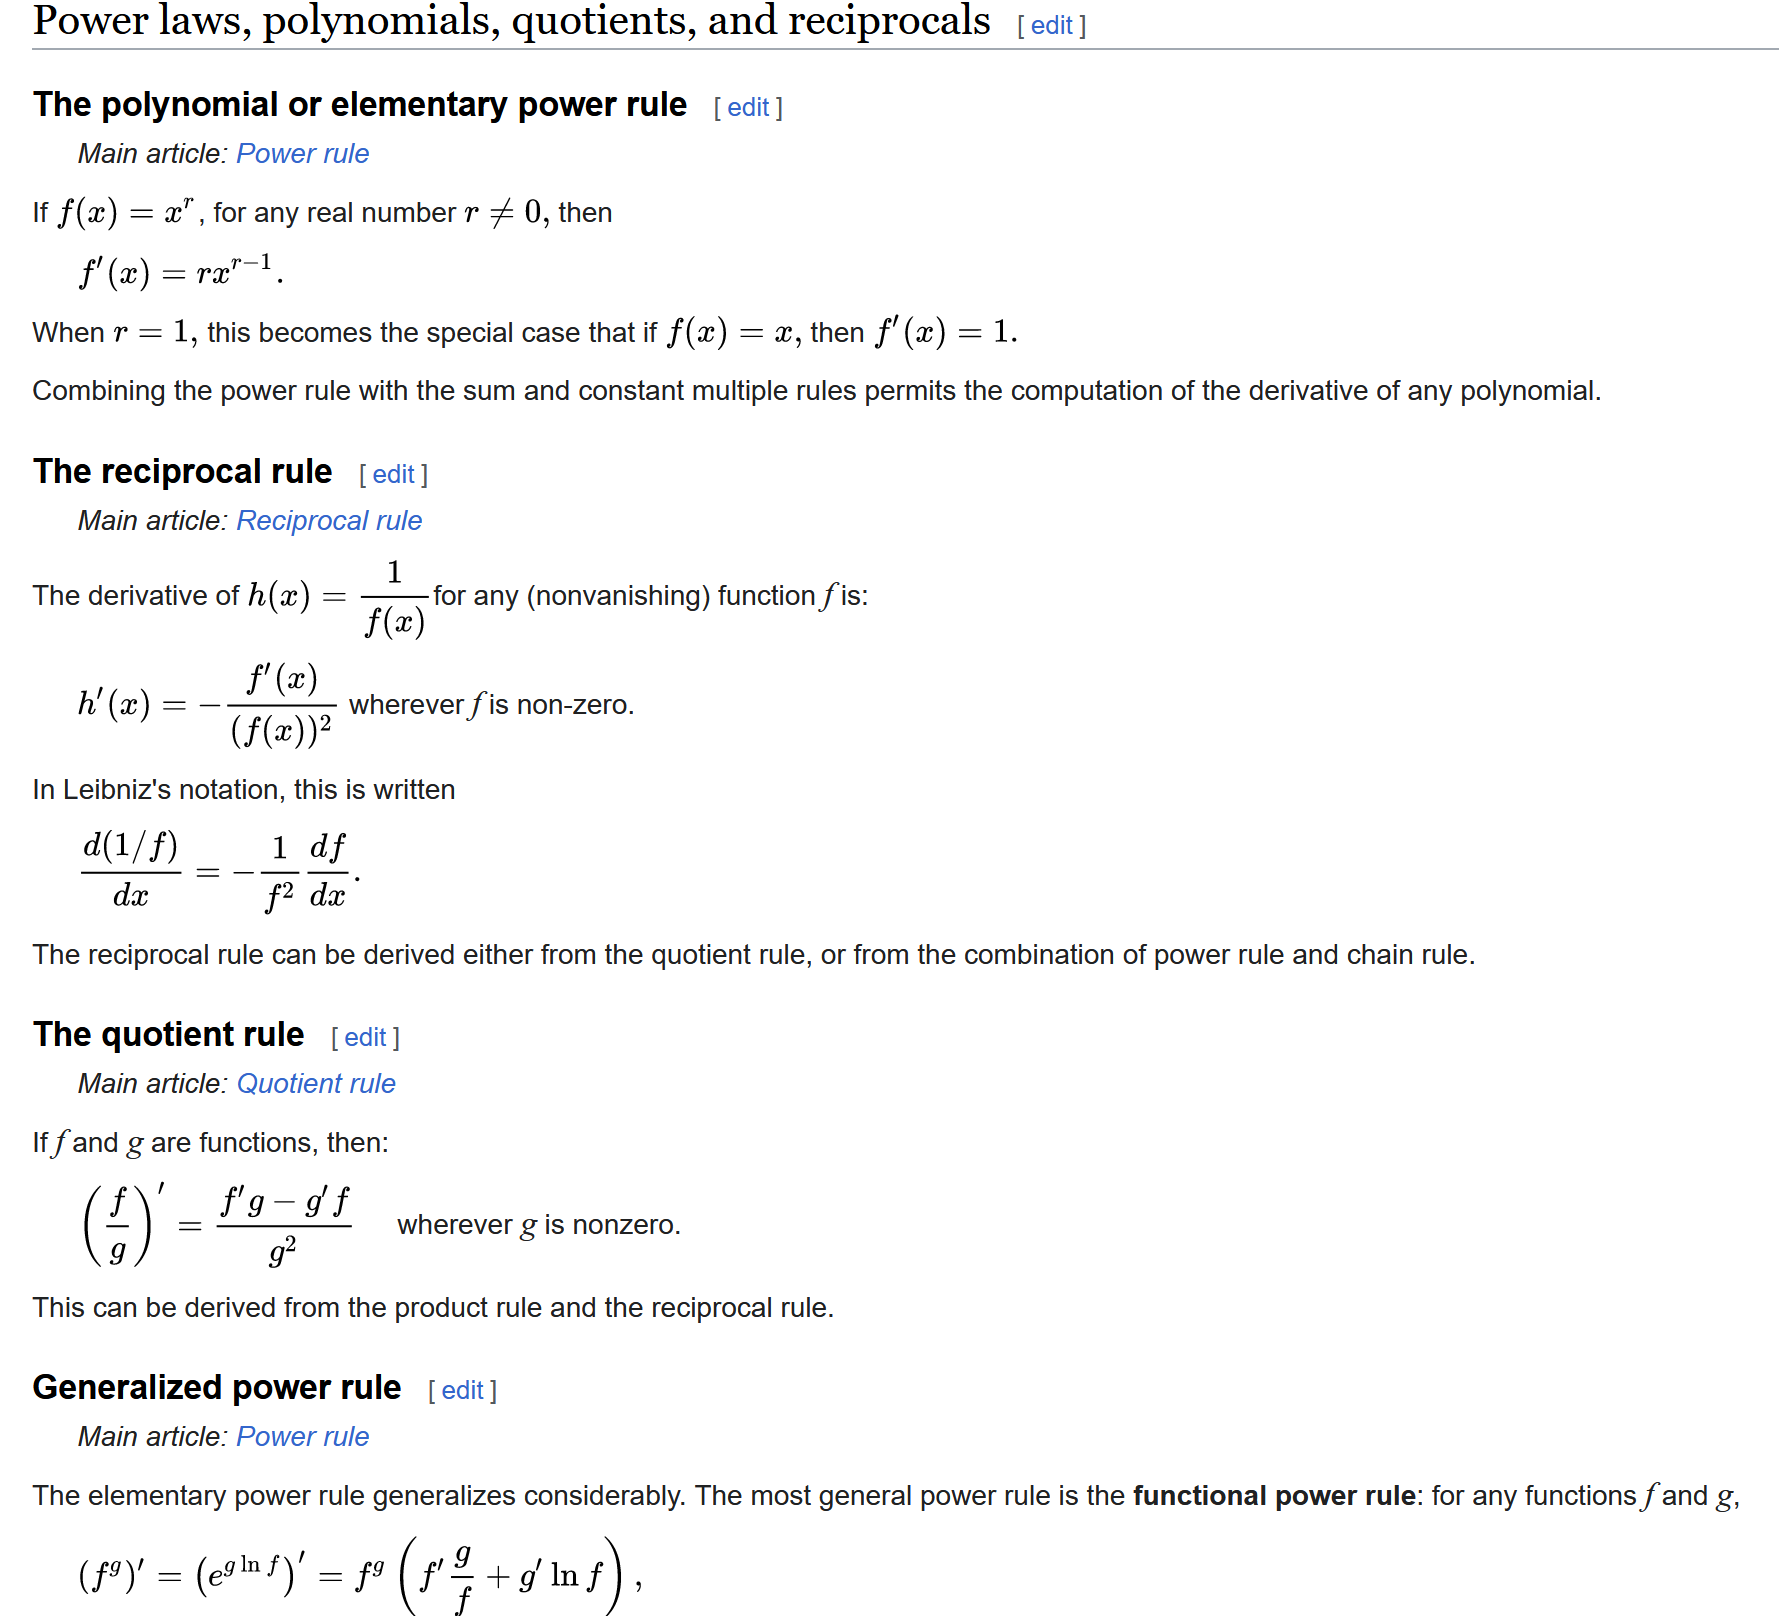 Power laws, polynomials, quotients, and reciprocals [ edit ]
The polynomial or elementary power rule [ edit ]
Main article: Power rule
If f(x) = x^r, for any real number r ≠ 0, then
f′(x) = rx^{r−1}.
When r = 1, this becomes the special case that if f(x) = x, then f′(x) = 1.
Combining the power rule with the sum and constant multiple rules permits the computation of the derivative of any polynomial.
The reciprocal rule [ edit ]
Main article: Reciprocal rule
The derivative of h(x) = \frac{1}{f(x)} for any (nonvanishing) function f is:
h′(x) = −\frac{f′(x)}{(f(x))^2} wherever f is non-zero.
In Leibniz's notation, this is written
\frac{d(1/f)}{dx} = −\frac{1}{f^2} \frac{df}{dx}.
The reciprocal rule can be derived either from the quotient rule, or from the combination of power rule and chain rule.
The quotient rule [ edit ]
Main article: Quotient rule
If f and g are functions, then:
(\frac{f}{g})′ = \frac{f′g − g′f}{g^2} wherever g is nonzero.
This can be derived from the product rule and the reciprocal rule.
Generalized power rule [ edit ]
Main article: Power rule
The elementary power rule generalizes considerably. The most general power rule is the functional power rule: for any functions f and g,
(f^g)′ = (e^{g ln f})′ = f^g (f′\frac{g}{f} + g′ ln f),